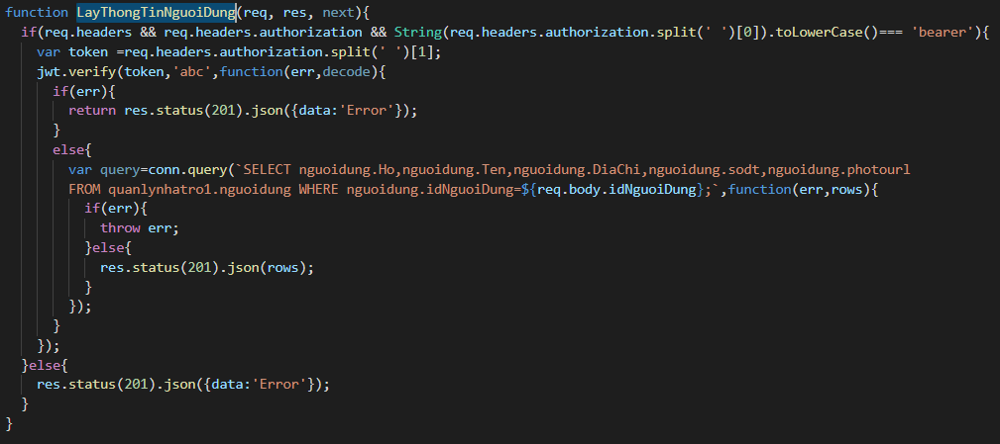 function LayThongTinNguoiDung(req, res, next){
  if(req.headers && req.headers.authorization && String(req.headers.authorization.split(' ')[0]).toLowerCase()=== 'bearer'){
    var token =req.headers.authorization.split(' ')[1];
    jwt.verify(token,'abc',function(err,decode){
      if(err){
        return res.status(201).json({data:'Error'});
      }
      else{
        var query=conn.query(`SELECT nguoidung.Ho,nguoidung.Ten,nguoidung.DiaChi,nguoidung.sodt,nguoidung.photourl
        FROM quanlynhatro1.nguoidung WHERE nguoidung.idNguoiDung=${req.body.idNguoiDung};`,function(err,rows){
          if(err){
            throw err;
          }else{
            res.status(201).json(rows);
          }
        });
      }
    });
  }else{
    res.status(201).json({data:'Error'});
  }
}